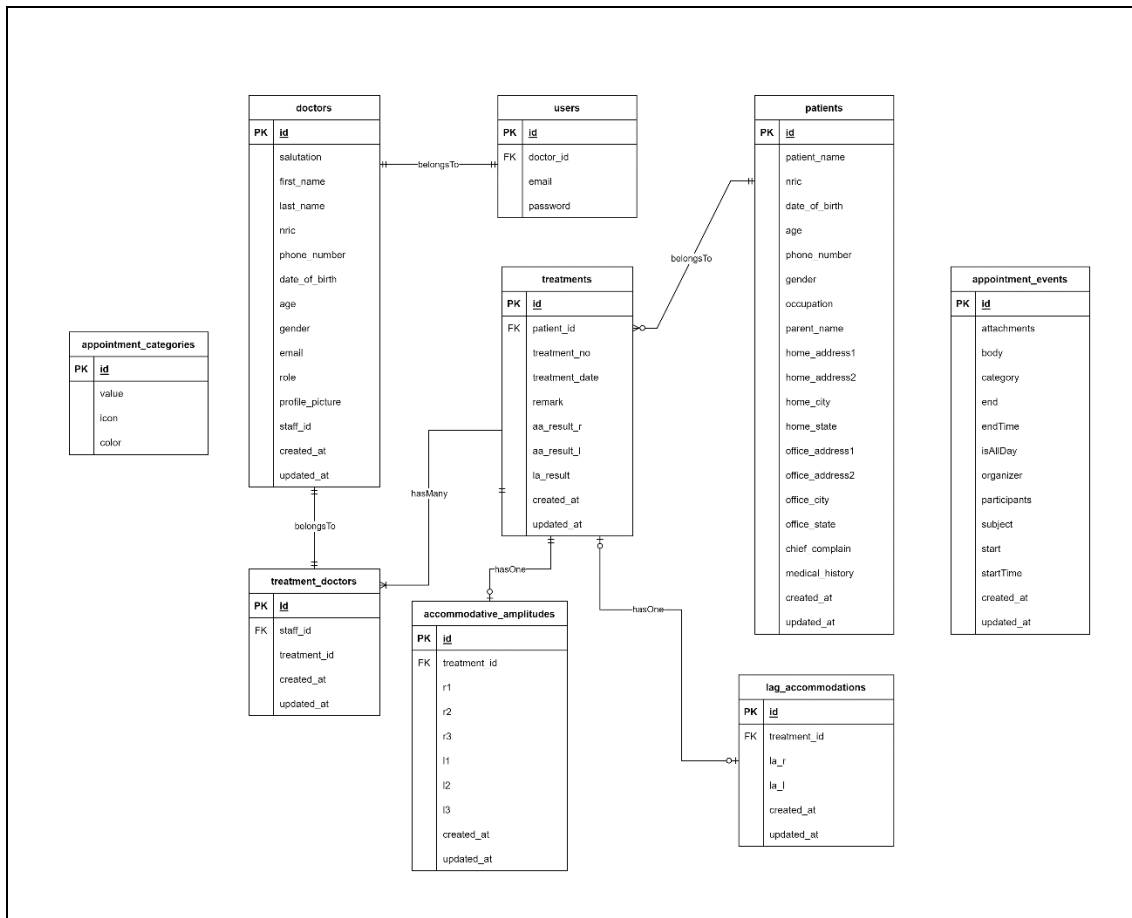 doctors
PK id
salutation
first_name
last_name
nric
phone_number
date_of_birth
age
gender
email
role
profile_picture
staff_id
created_at
updated_at
belongsTo
users
PK id
FK doctor_id
email
password
patients
PK id
patient_name
nric
date_of_birth
age
phone_number
gender
occupation
parent_name
home_address1
home_address2
home_city
home_state
office_address1
office_address2
office_city
office_state
chief_complain
medical_history
created_at
updated_at
belongsTo
treatments
PK id
FK patient_id
treatment_no
treatment_date
remark
aa_result_r
aa_result_l
la_result
created_at
updated_at
appointment_events
PK id
attachments
body
category
end
endTime
isAllDay
organizer
participants
subject
start
startTime
created_at
updated_at
appointment_categories
PK id
value
icon
color
hasMany
belongsTo
treatment_doctors
PK id
FK staff_id
treatment_id
created_at
updated_at
hasOne
accommodative_amplitudes
PK id
FK treatment_id
r1
r2
r3
l1
l2
l3
created_at
updated_at
hasOne
lag_accommodations
PK id
FK treatment_id
la_r
la_l
created_at
updated_at